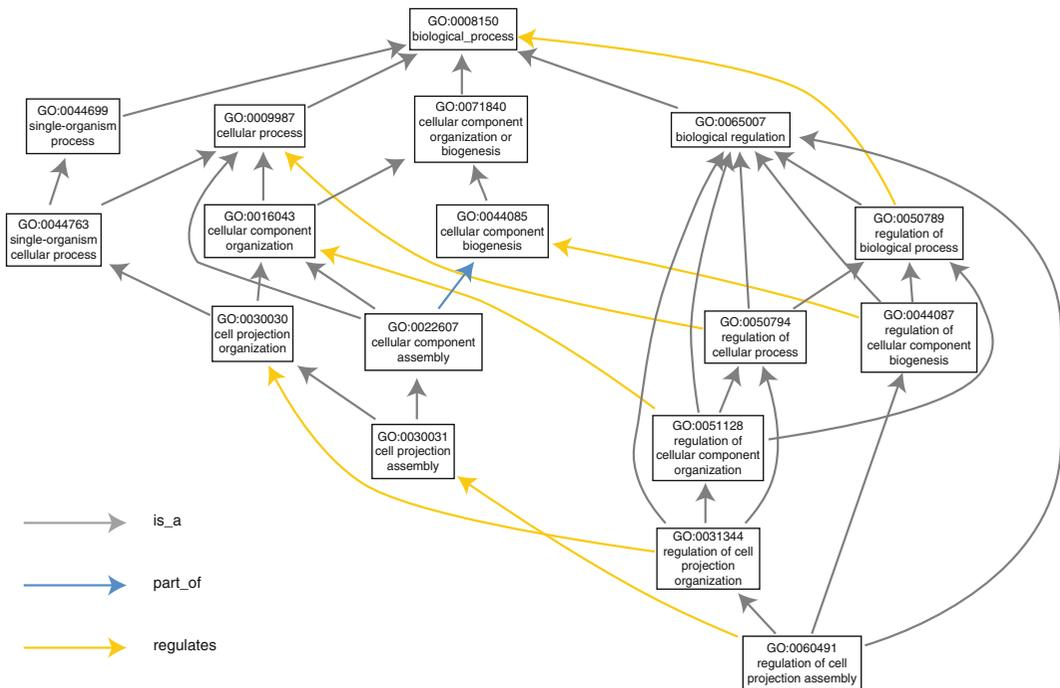 GO:0008150
biological_process
GO:0044699
single-organism
process
GO:0009987
cellular process
GO:0071840
cellular component
organization or
biogenesis
GO:0065007
biological regulation
GO:0044763
single-organism
cellular process
GO:0016043
cellular component
organization
GO:0044085
cellular component
biogenesis
GO:0050789
regulation of
biological process
GO:0030030
cell projection
organization
GO:0022607
cellular component
assembly
GO:0050794
regulation of
cellular process
GO:0044087
regulation of
cellular component
biogenesis
GO:0030031
cell projection
assembly
GO:0051128
regulation of
cellular component
organization
GO:0031344
regulation of cell
projection
organization
GO:0060491
regulation of cell
projection assembly
is_a
part_of
regulates